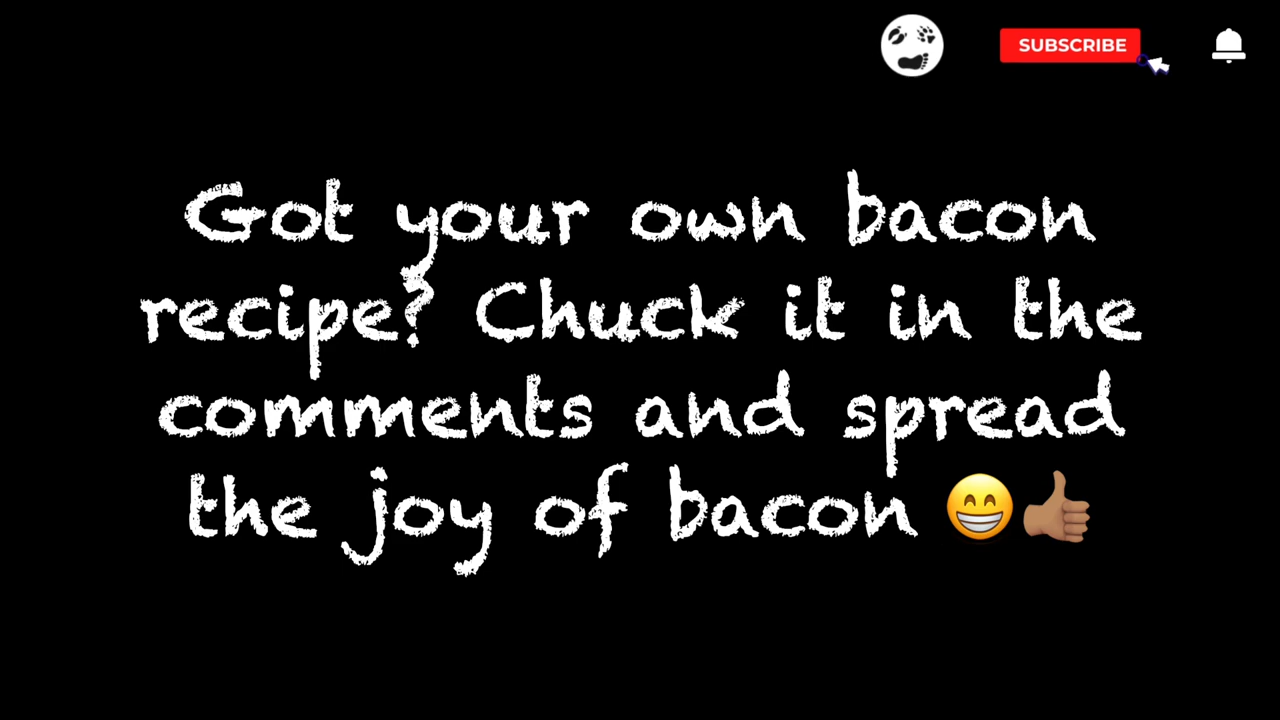 SUBSCRIBE
Got your own bacon
recipe? Chuck it in the
comments and spread
the joy of bacon 😁👍🏽